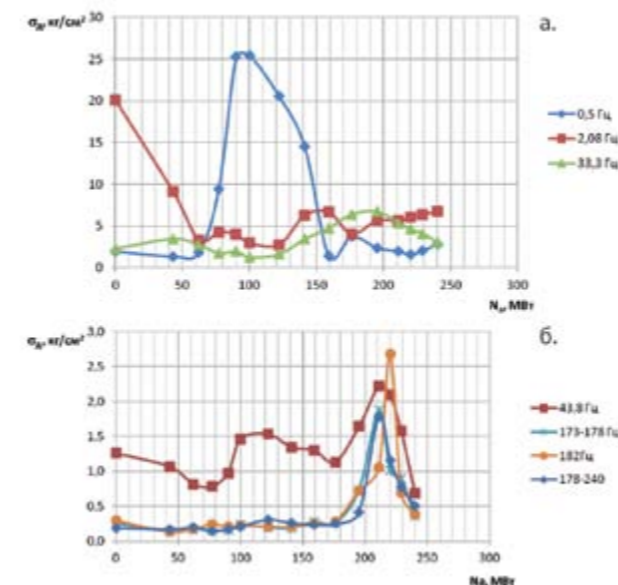 σд, кг/см² 30 а.
25
20
15
10
5
0
0 50 100 150 200 250 300
Nа, МВт
0,5 Гц
2,08 Гц
33,3 Гц
σд, кг/см² 3.0 б.
2.5
2.0
1.5
1.0
0.5
0.0
0 50 100 150 200 250 300
Nа, МВт
43,8 Гц
173-178 Гц
182Гц
178-240